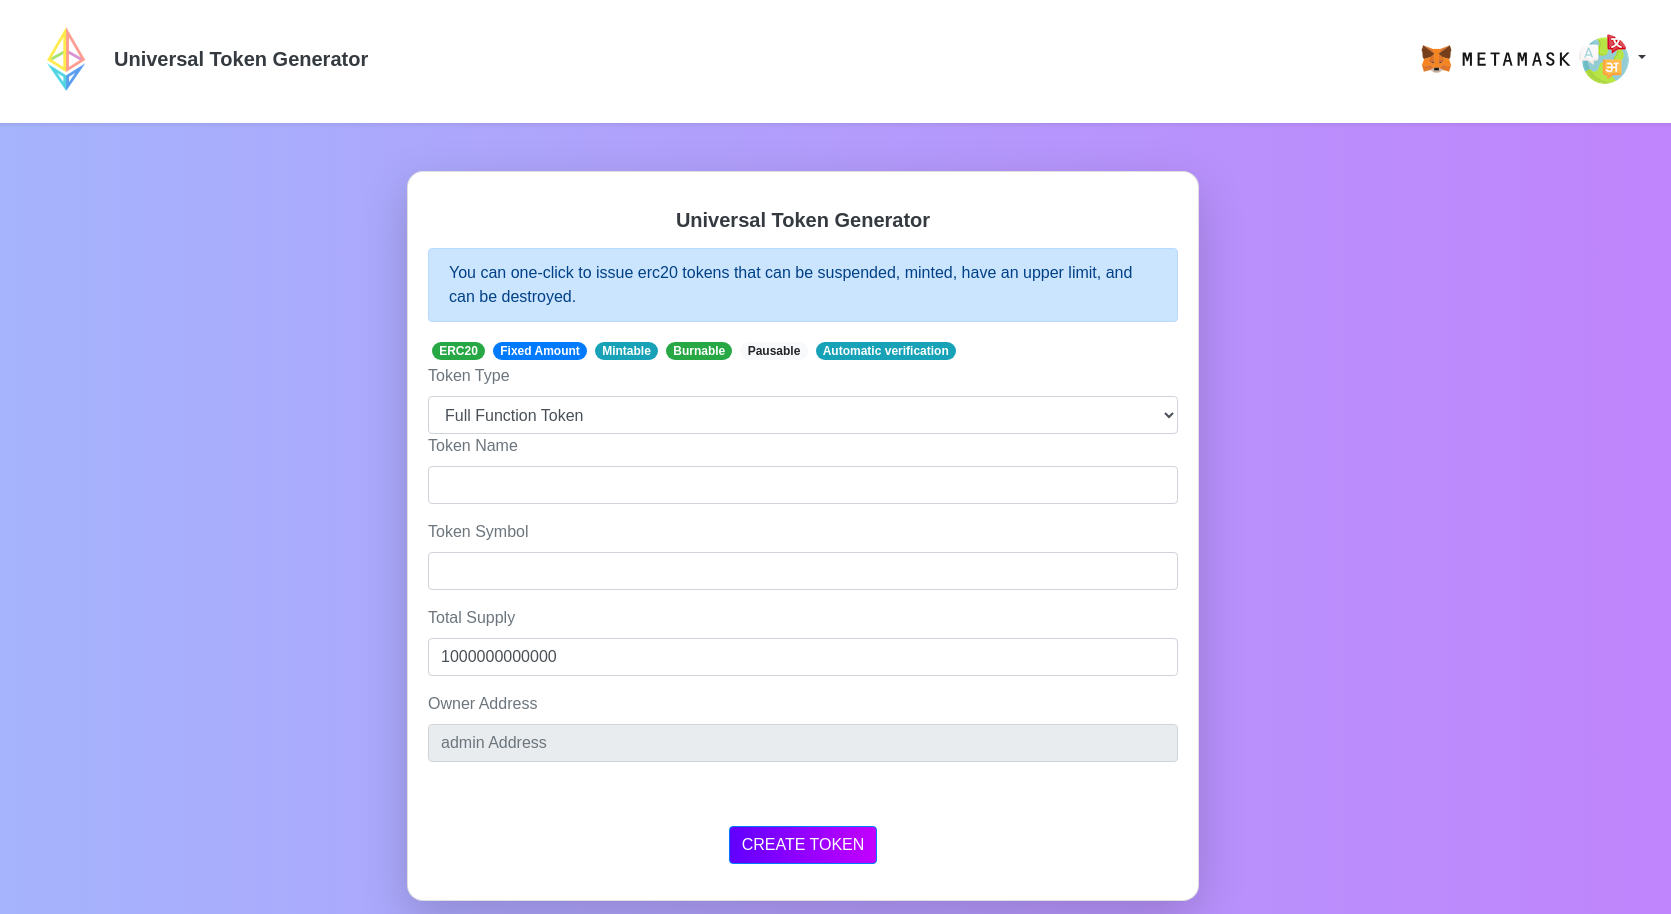 Universal Token Generator
METAMASK
A
文
अ
Universal Token Generator
You can one-click to issue erc20 tokens that can be suspended, minted, have an upper limit, and
can be destroyed.
ERC20 Fixed Amount Mintable Burnable Pausable Automatic verification
Token Type
Full Function Token
Token Name
Token Symbol
Total Supply
1000000000000
Owner Address
admin Address
CREATE TOKEN